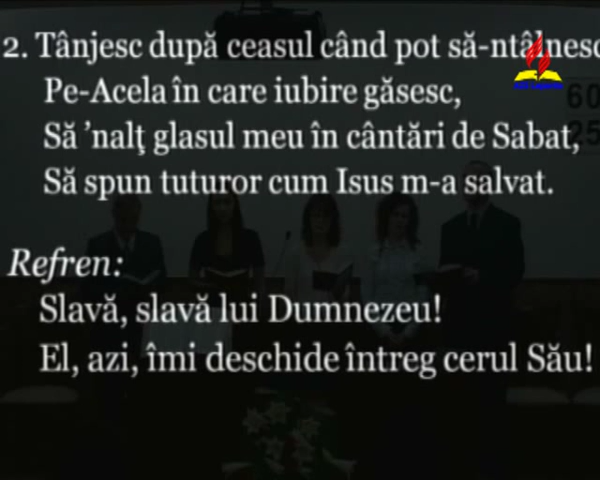 2. Tânjesc după ceasul când pot să-ntâlnesc
Pe-Acela în care iubire găsesc,
Să 'nalţ glasul meu în cântări de Sabat,
Să spun tuturor cum Isus m-a salvat.
Refren:
Slavă, slavă lui Dumnezeu!
El, azi, îmi deschide întreg cerul Său!
60
25